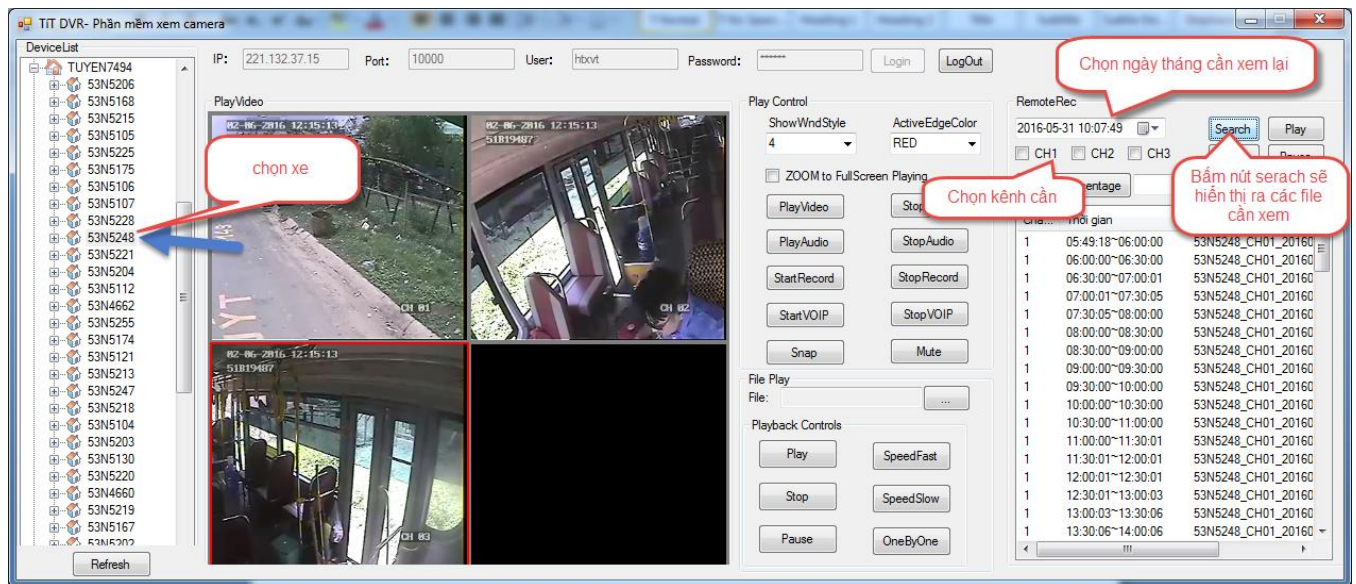 TiT DVR- Phần mềm xem camera
DeviceList
TUYEN7494
53N5206
53N5168
53N5215
53N5105
53N5225
53N5175
53N5106
53N5107
53N5228
53N5248
53N5221
53N5204
53N5112
53N4662
53N5255
53N5174
53N5121
53N5213
53N5247
53N5218
53N5104
53N5203
53N5130
53N5220
53N4660
53N5219
53N5167
53N5202
Refresh
chọn xe
IP: 221.132.37.15 Port: 10000 User: htxvt Password: ****** Login LogOut
PlayVideo
02-06-2016 12:15:13
CH 01
02-06-2016 12:15:13
51B19487
CH 02
02-06-2016 12:15:13
51B19487
CH 03
Play Control
ShowWndStyle ActiveEdgeColor
4 RED
ZOOM to FullScreen Playing
PlayVideo Stop
PlayAudio StopAudio
StartRecord StopRecord
StartVOIP StopVOIP
Snap Mute
File Play
File: ...
Playback Controls
Play SpeedFast
Stop SpeedSlow
Pause OneByOne
Chọn ngày tháng cần xem lại
RemoteRec
2016-05-31 10:07:49 Search Play
CH1 CH2 CH3
Chọn kênh cần
Bấm nút serach sẽ
hiển thị ra các file
cần xem
Thời gian
1 05:49:18~06:00:00 53N5248_CH01_20160
1 06:00:00~06:30:00 53N5248_CH01_20160
1 06:30:00~07:00:01 53N5248_CH01_20160
1 07:00:01~07:30:05 53N5248_CH01_20160
1 07:30:05~08:00:00 53N5248_CH01_20160
1 08:00:00~08:30:00 53N5248_CH01_20160
1 08:30:00~09:00:00 53N5248_CH01_20160
1 09:00:00~09:30:00 53N5248_CH01_20160
1 09:30:00~10:00:00 53N5248_CH01_20160
1 10:00:00~10:30:00 53N5248_CH01_20160
1 10:30:00~11:00:00 53N5248_CH01_20160
1 11:00:00~11:30:01 53N5248_CH01_20160
1 11:30:01~12:00:01 53N5248_CH01_20160
1 12:00:01~12:30:01 53N5248_CH01_20160
1 12:30:01~13:00:03 53N5248_CH01_20160
1 13:00:03~13:30:06 53N5248_CH01_20160
1 13:30:06~14:00:06 53N5248_CH01_20160